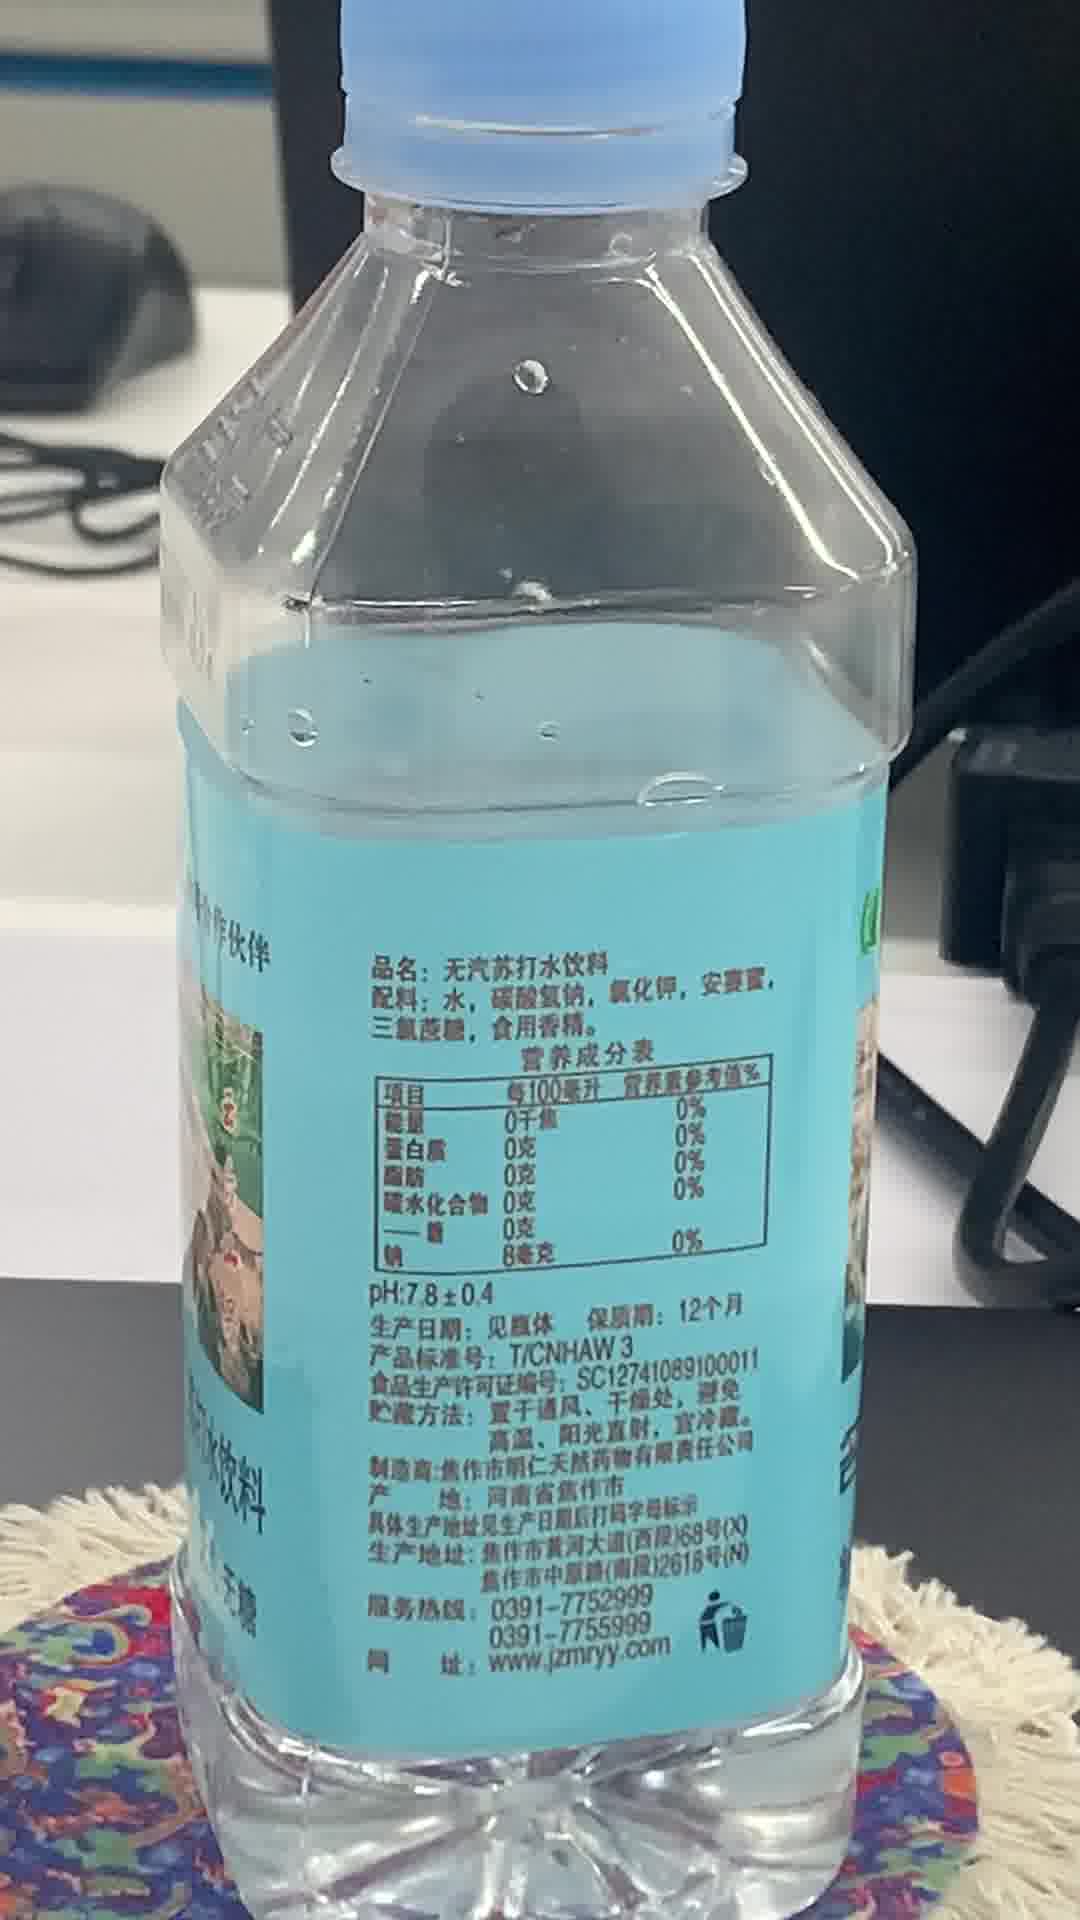 作伙伴
品名：无汽苏打水饮料
配料：水，碳酸氢钠，氯化钾，安赛蜜，
三氯蔗糖，食用香精。
营养成分表
项目 每100毫升 营养素参考值%
能量 0千焦 0%
蛋白质 0克 0%
脂肪 0克 0%
碳水化合物 0克 0%
——糖 0克
钠 8毫克 0%
pH:7.8±0.4
生产日期：见瓶体 保质期：12个月
产品标准号：T/CNHAW 3
食品生产许可证编号：SC12741089100011
贮藏方法：置于通风、干燥处，避免
高温、阳光直射，宜冷藏。
制造商:焦作市明仁天然药物有限责任公司
产 地：河南省焦作市
具体生产地址见生产日期后打码字母标示
生产地址：焦作市黄河大道(西段)68号(X)
焦作市中原路(南段)2618号(N)
服务热线：0391-7752999
0391-7755999
网 址：www.jzmryy.com
水饮料
无糖